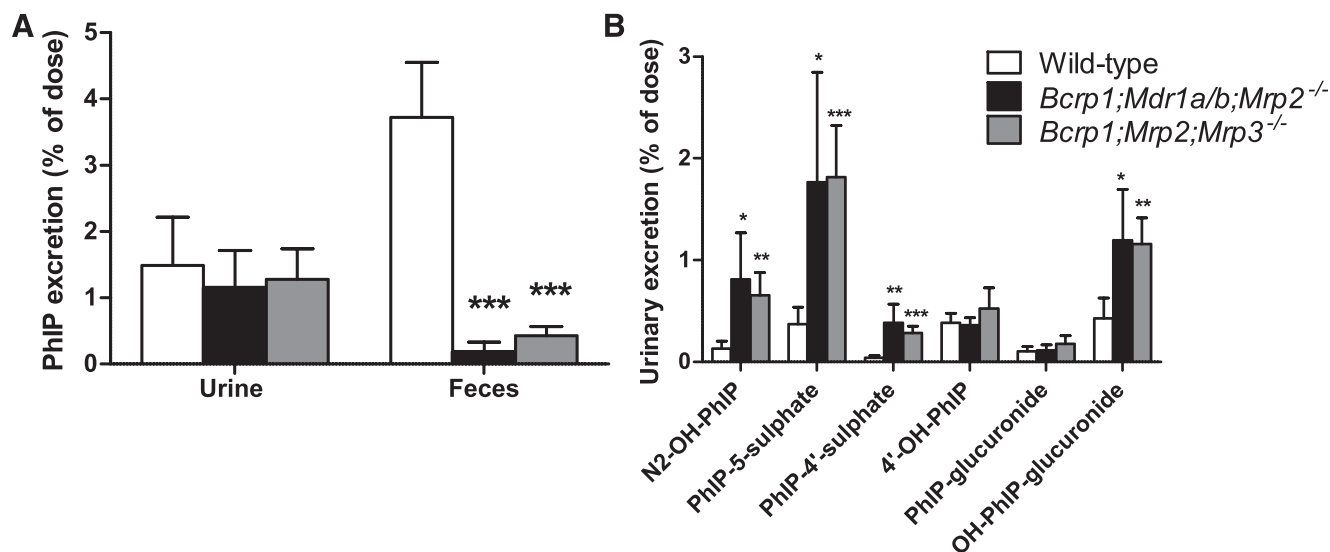 A
PhIP excretion (% of dose)
5
4
3
2
1
0
***
***
Urine
Feces
B
Urinary excretion (% of dose)
3
2
1
0
*
**
*
***
**
***
*
**
N2-OH-PhIP
PhIP-5-sulphate
PhIP-4'-sulphate
4'-OH-PhIP
PhIP-glucuronide
OH-PhIP-glucuronide
Wild-type
Bcrp1;Mdr1a/b;Mrp2-/-
Bcrp1;Mrp2;Mrp3-/-